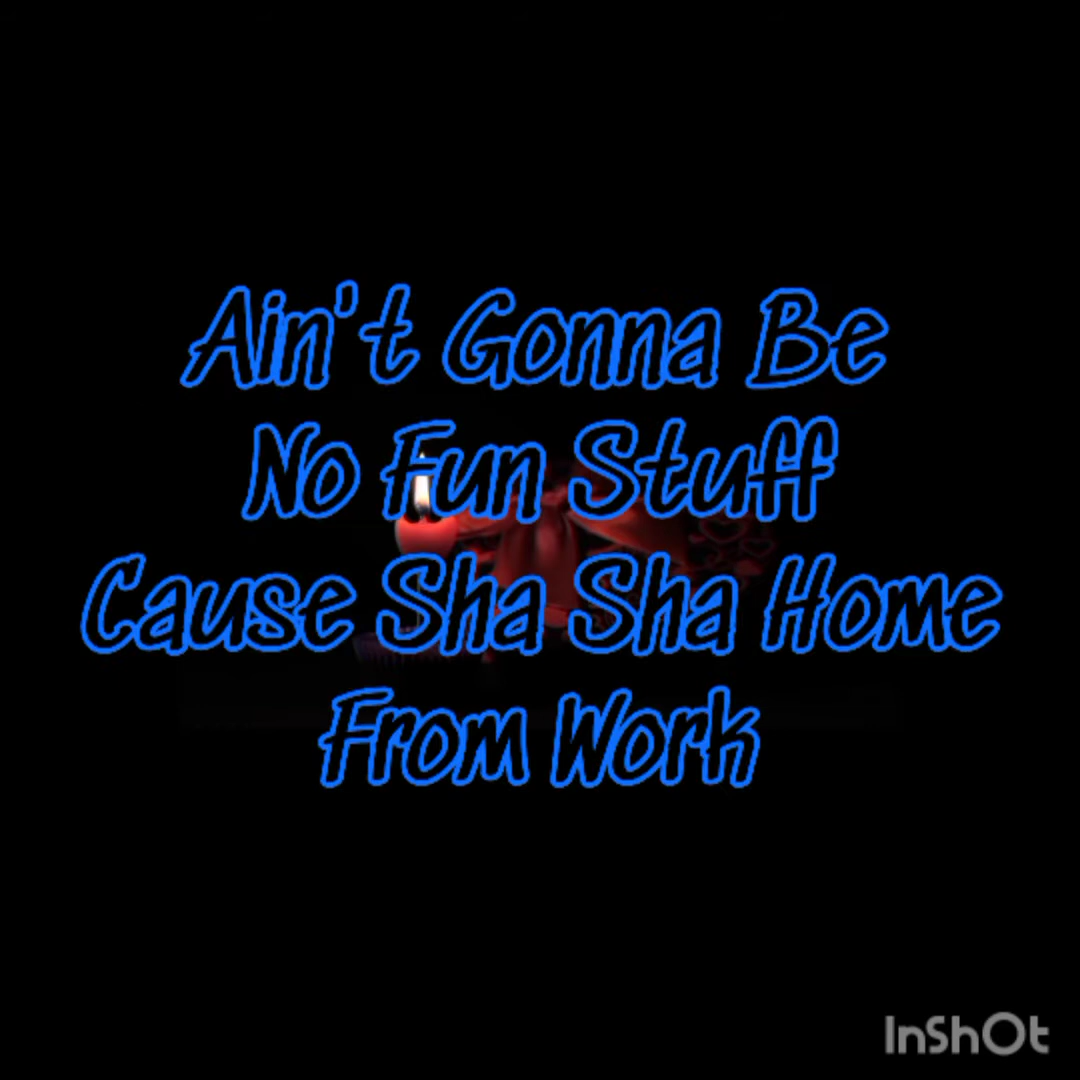 Ain't Gonna Be
No Fun Stuff
Cause Sha Sha Home
From Work
InShOt